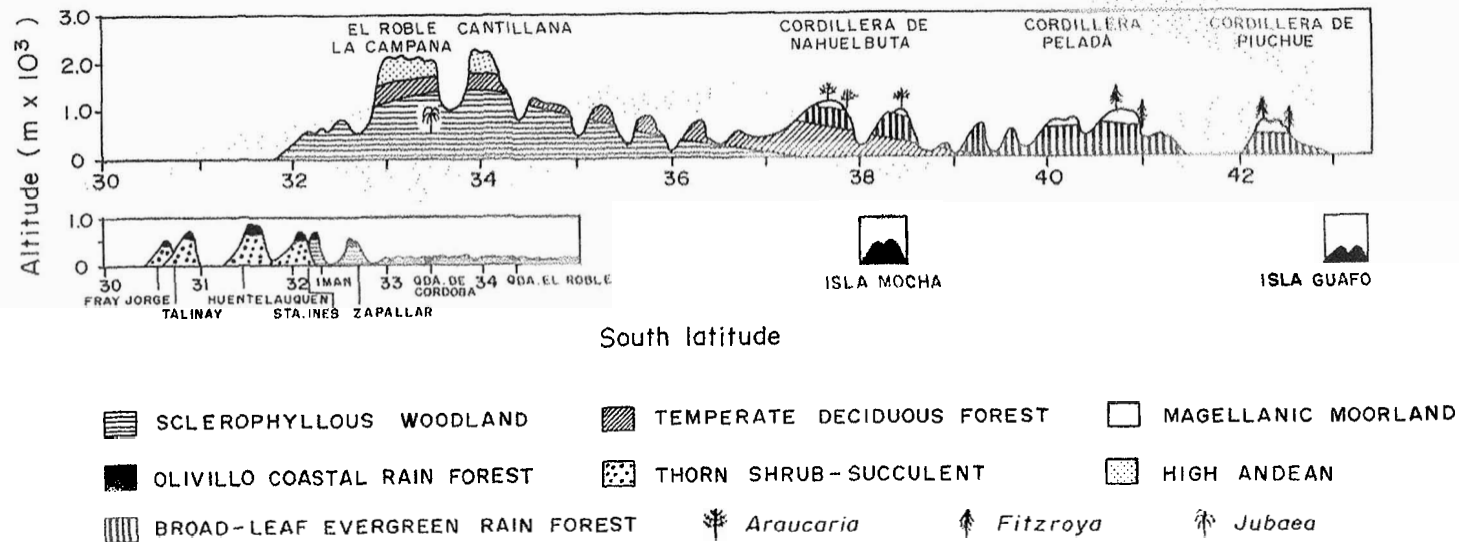 3.0
2.0
1.0
0
Altitude (m x 10³)
EL ROBLE
LA CAMPANA
CANTILLANA
CORDILLERA DE
NAHUELBUTA
CORDILLERA
PELADA
CORDILLERA DE
PIUCHUE
30 32 34 36 38 40 42
1.0
0
30 31 32 33 34
FRAY JORGE
TALINAY
HUENTELAUQUEN
STA. INES
IMAN
ZAPALLAR
QDA. DE
CORDOBA
QDA. EL ROBLE
ISLA MOCHA
ISLA GUAFO
South latitude
SCLEROPHYLLOUS WOODLAND
TEMPERATE DECIDUOUS FOREST
MAGELLANIC MOORLAND
OLIVILLO COASTAL RAIN FOREST
THORN SHRUB-SUCCULENT
HIGH ANDEAN
BROAD-LEAF EVERGREEN RAIN FOREST
Araucaria
Fitzroya
Jubaea